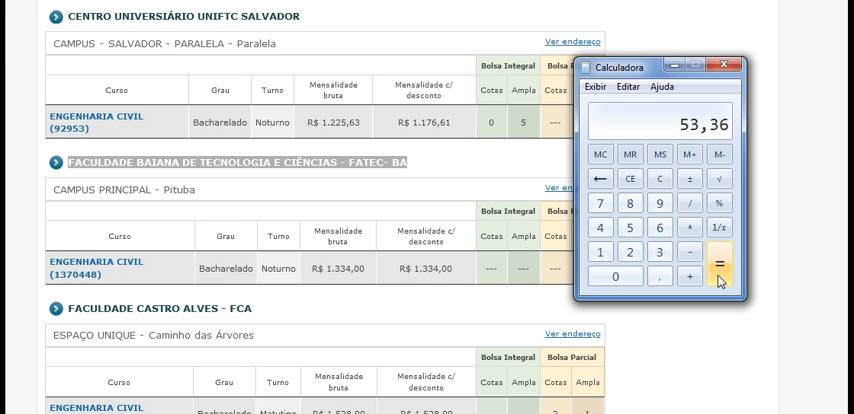 CENTRO UNIVERSIÁRIO UNIFTC SALVADOR
CAMPUS - SALVADOR - PARALELA - Paralela
Ver endereço
Bolsa Integral
Curso
Grau
Turno
Mensalidade bruta
Mensalidade c/ desconto
Cotas
Ampla
Cotas
ENGENHARIA CIVIL (92953)
Bacharelado
Noturno
R$ 1.225,63
R$ 1.176,61
0
5
---
FACULDADE BAIANA DE TECNOLOGIA E CIÊNCIAS - FATEC- BA
CAMPUS PRINCIPAL - Pituba
Bolsa Integral
Curso
Grau
Turno
Mensalidade bruta
Mensalidade c/ desconto
Cotas
Ampla
Cotas
ENGENHARIA CIVIL (1370448)
Bacharelado
Noturno
R$ 1.334,00
R$ 1.334,00
---
---
---
FACULDADE CASTRO ALVES - FCA
ESPAÇO UNIQUE - Caminho das Árvores
Ver endereço
Bolsa Integral
Bolsa Parcial
Curso
Grau
Turno
Mensalidade bruta
Mensalidade c/ desconto
Cotas
Ampla
Cotas
Ampla
ENGENHARIA CIVIL
Calculadora
Exibir Editar Ajuda
53,36
MC MR MS M+ M-
← CE C ± √
7 8 9 / %
4 5 6 * 1/x
1 2 3 - =
0 , +